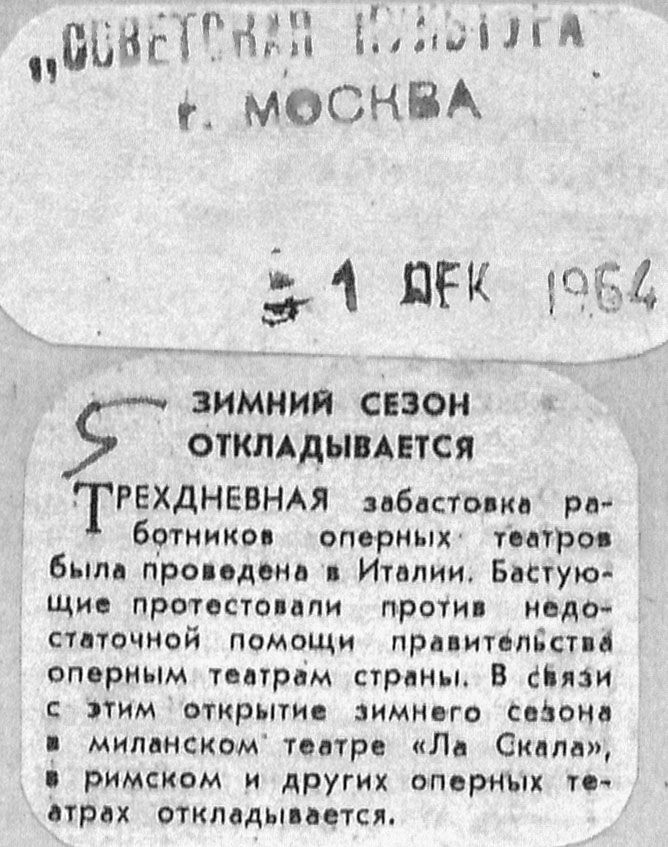 „СОВЕТСКАЯ КУЛЬТУРА
г. МОСКВА
1 ДЕК 1964
5
ЗИМНИЙ СЕЗОН
ОТКЛАДЫВАЕТСЯ
ТРЕХДНЕВНАЯ забастовка ра-
ботников оперных театров
была проведена в Италии. Бастую-
щие протестовали против недо-
статочной помощи правительства
оперным театрам страны. В связи
с этим открытие зимнего сезона
в миланском театре «Ла Скала»,
в римском и других оперных те-
атрах откладывается.